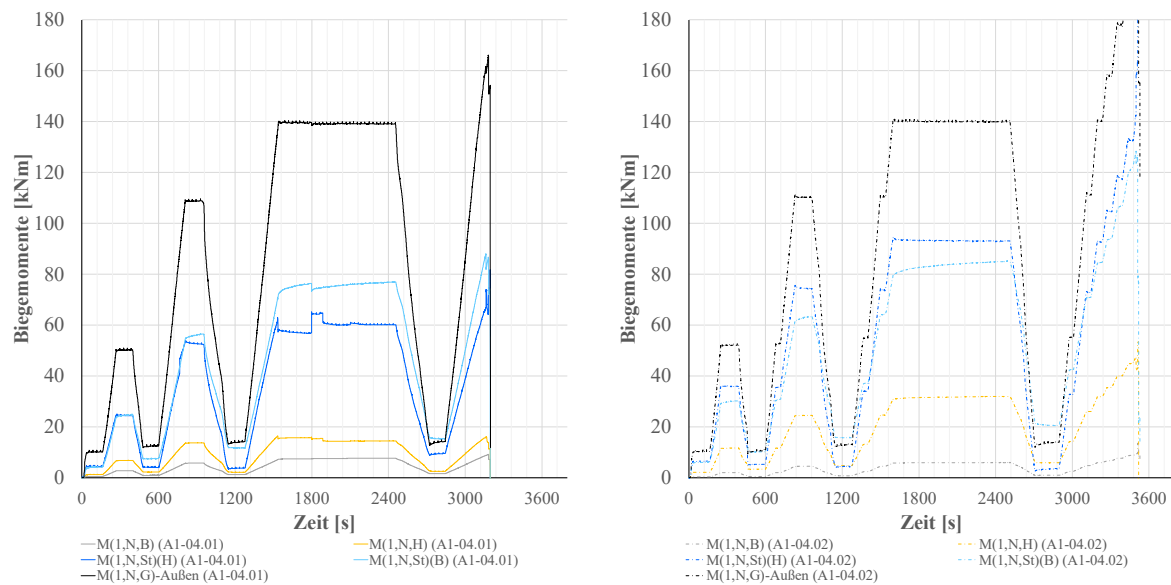 180
160
140
120
100
80
60
40
20
0
Biegemomente [kNm]
0 600 1200 1800 2400 3000 3600
Zeit [s]
M(1,N,B) (A1-04.01) M(1,N,H) (A1-04.01)
M(1,N,St)(H) (A1-04.01) M(1,N,St)(B) (A1-04.01)
M(1,N,G)-Außen (A1-04.01)
180
160
140
120
100
80
60
40
20
0
Biegemomente [kNm]
0 600 1200 1800 2400 3000 3600
Zeit [s]
M(1,N,B) (A1-04.02) M(1,N,H) (A1-04.02)
M(1,N,St)(H) (A1-04.02) M(1,N,St)(B) (A1-04.02)
M(1,N,G)-Außen (A1-04.02)